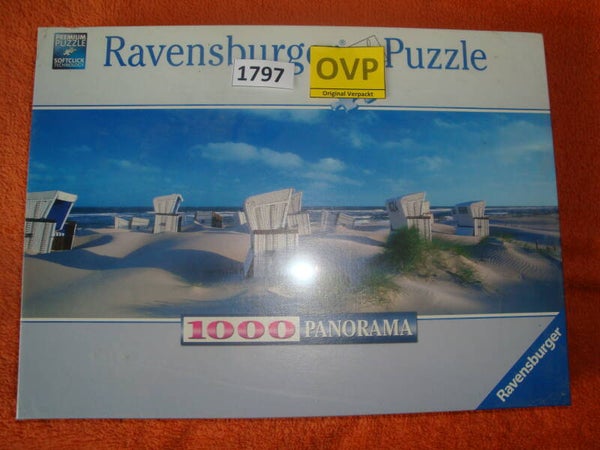 PREMIUM
PUZZLE
SOFTCLICK
TECHNOLOGY
Ravensburger Puzzle
1797
OVP
Original Verpackt
1000 PANORAMA
Ravensburger